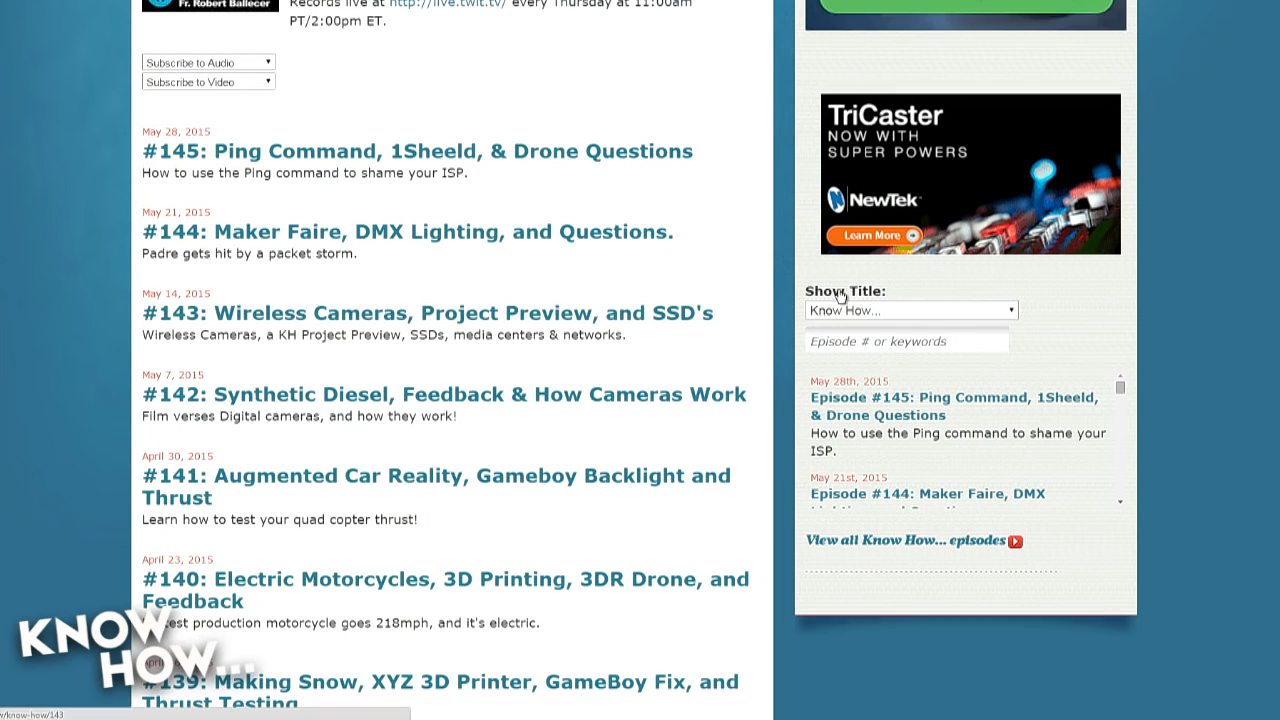 Fr. Robert Ballecer
Records live at http://live.twit.tv/ every Thursday at 11:00am
PT/2:00pm ET.
Subscribe to Audio
Subscribe to Video
May 28, 2015
#145: Ping Command, 1Sheeld, & Drone Questions
How to use the Ping command to shame your ISP.
May 21, 2015
#144: Maker Faire, DMX Lighting, and Questions.
Padre gets hit by a packet storm.
May 14, 2015
#143: Wireless Cameras, Project Preview, and SSD's
Wireless Cameras, a KH Project Preview, SSDs, media centers & networks.
May 7, 2015
#142: Synthetic Diesel, Feedback & How Cameras Work
Film verses Digital cameras, and how they work!
April 30, 2015
#141: Augmented Car Reality, Gameboy Backlight and
Thrust
Learn how to test your quad copter thrust!
April 23, 2015
#140: Electric Motorcycles, 3D Printing, 3DR Drone, and
Feedback
production motorcycle goes 218mph, and it's electric.
#139: Making Snow, XYZ 3D Printer, GameBoy Fix, and
Thrust Testing
KNOW
HOW...
w/know-how/143
TriCaster
NOW WITH
SUPER POWERS
NewTek
Learn More
Show Title:
Know How...
Episode # or keywords
May 28th, 2015
Episode #145: Ping Command, 1Sheeld,
& Drone Questions
How to use the Ping command to shame your
ISP.
May 21st, 2015
Episode #144: Maker Faire, DMX
View all Know How... episodes